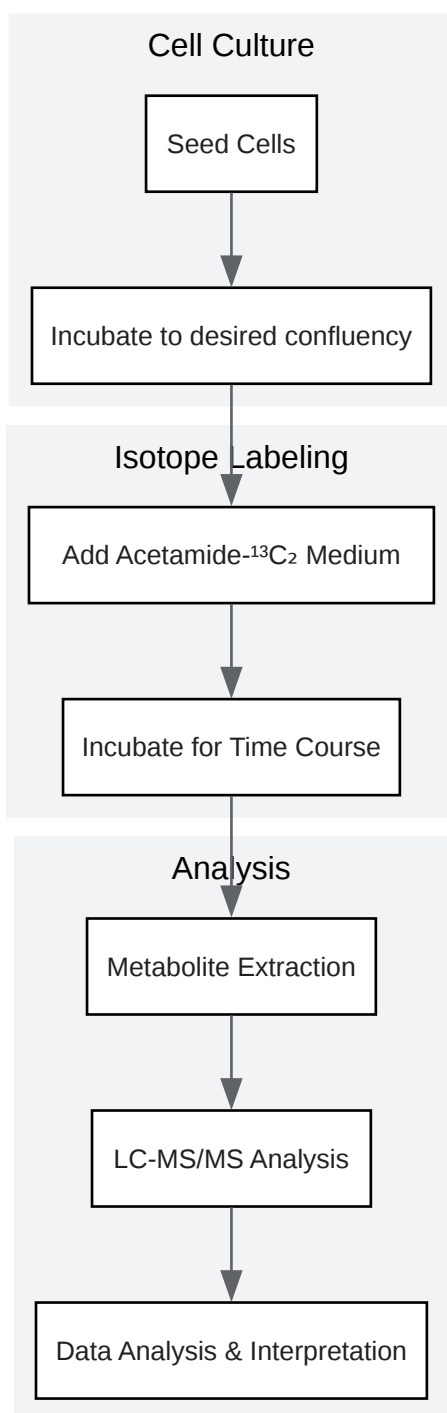 Cell Culture
Seed Cells
Incubate to desired confluency
Isotope Labeling
Add Acetamide-¹³C₂ Medium
Incubate for Time Course
Analysis
Metabolite Extraction
LC-MS/MS Analysis
Data Analysis & Interpretation